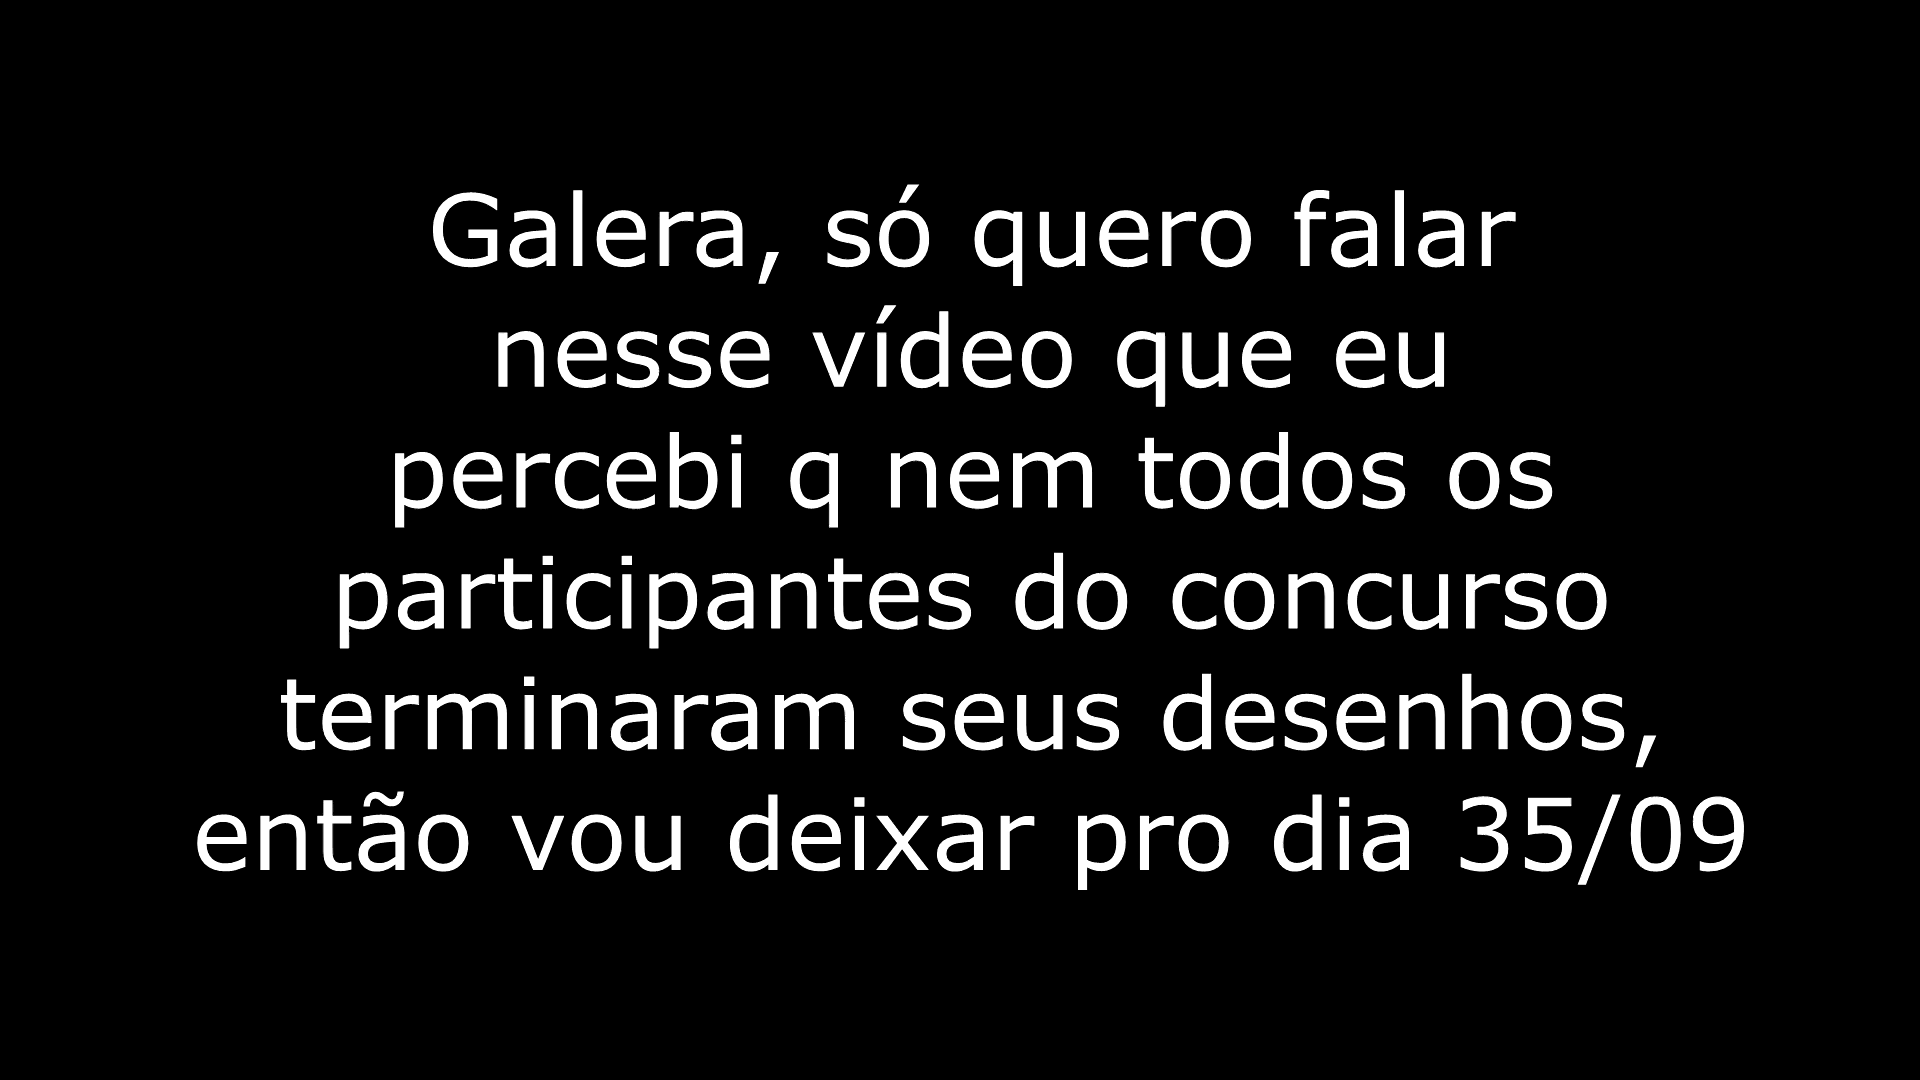 Galera, só quero falar
nesse vídeo que eu
percebi q nem todos os
participantes do concurso
terminaram seus desenhos,
então vou deixar pro dia 35/09